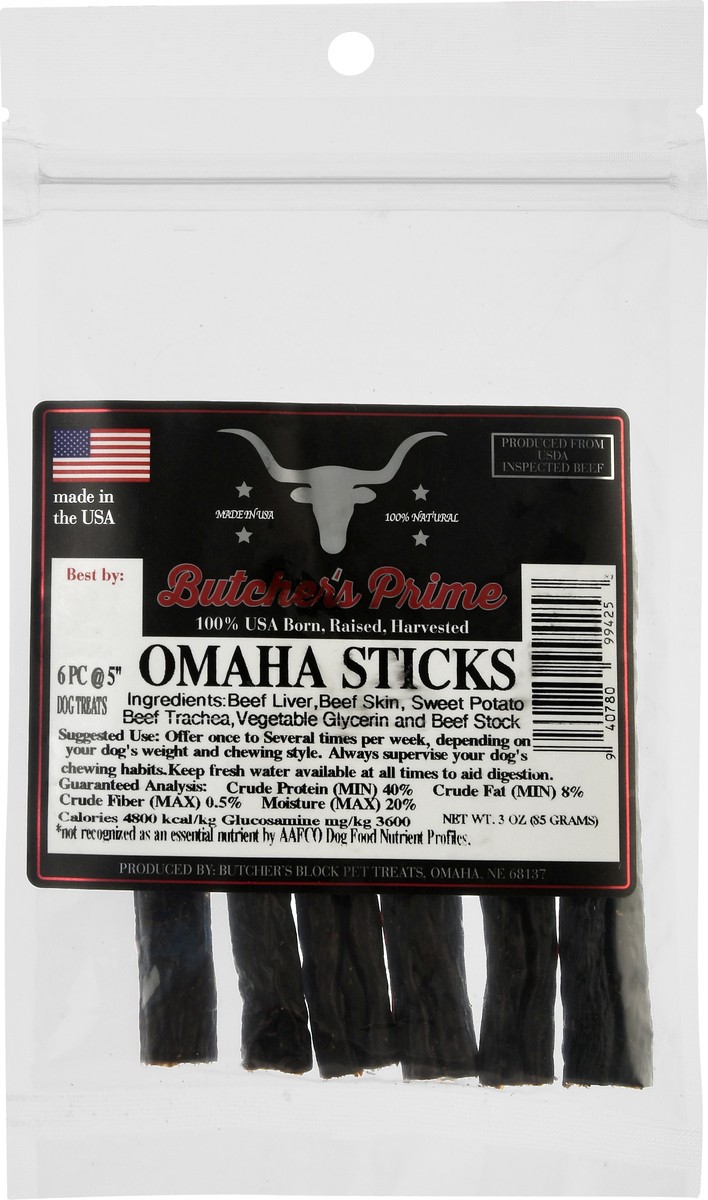 made in
the USA
MADE IN USA
100% NATURAL
PRODUCED FROM
USDA
INSPECTED BEEF
Best by:
Butcher's Prime
100% USA Born, Raised, Harvested
6 PC @ 5"
DOG TREATS
OMAHA STICKS
Ingredients:Beef Liver,Beef Skin, Sweet Potato
Beef Trachea,Vegetable Glycerin and Beef Stock
Suggested Use: Offer once to Several times per week, depending on
your dog's weight and chewing style. Always supervise your dog's
chewing habits.Keep fresh water available at all times to aid digestion.
Guaranteed Analysis: Crude Protein (MIN) 40% Crude Fat (MIN) 8%
Crude Fiber (MAX) 0.5% Moisture (MAX) 20%
Calories 4800 kcal/kg Glucosamine mg/kg 3600 NET WT. 3 OZ (85 GRAMS)
*not recognized as an essential nutrient by AAFCO Dog Food Nutrient Profiles.
PRODUCED BY: BUTCHER'S BLOCK PET TREATS, OMAHA, NE 68137
9 40780 99425